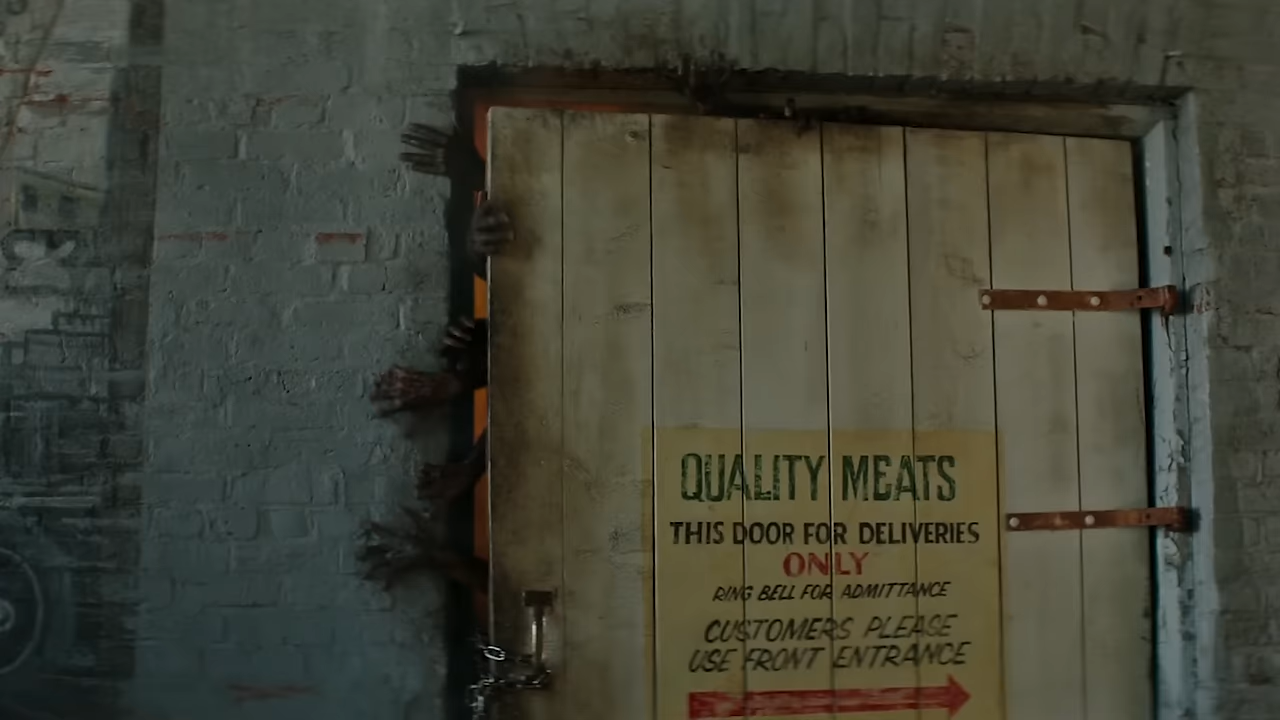 QUALITY MEATS
THIS DOOR FOR DELIVERIES
ONLY
RING BELL FOR ADMITTANCE
CUSTOMERS PLEASE
USE FRONT ENTRANCE